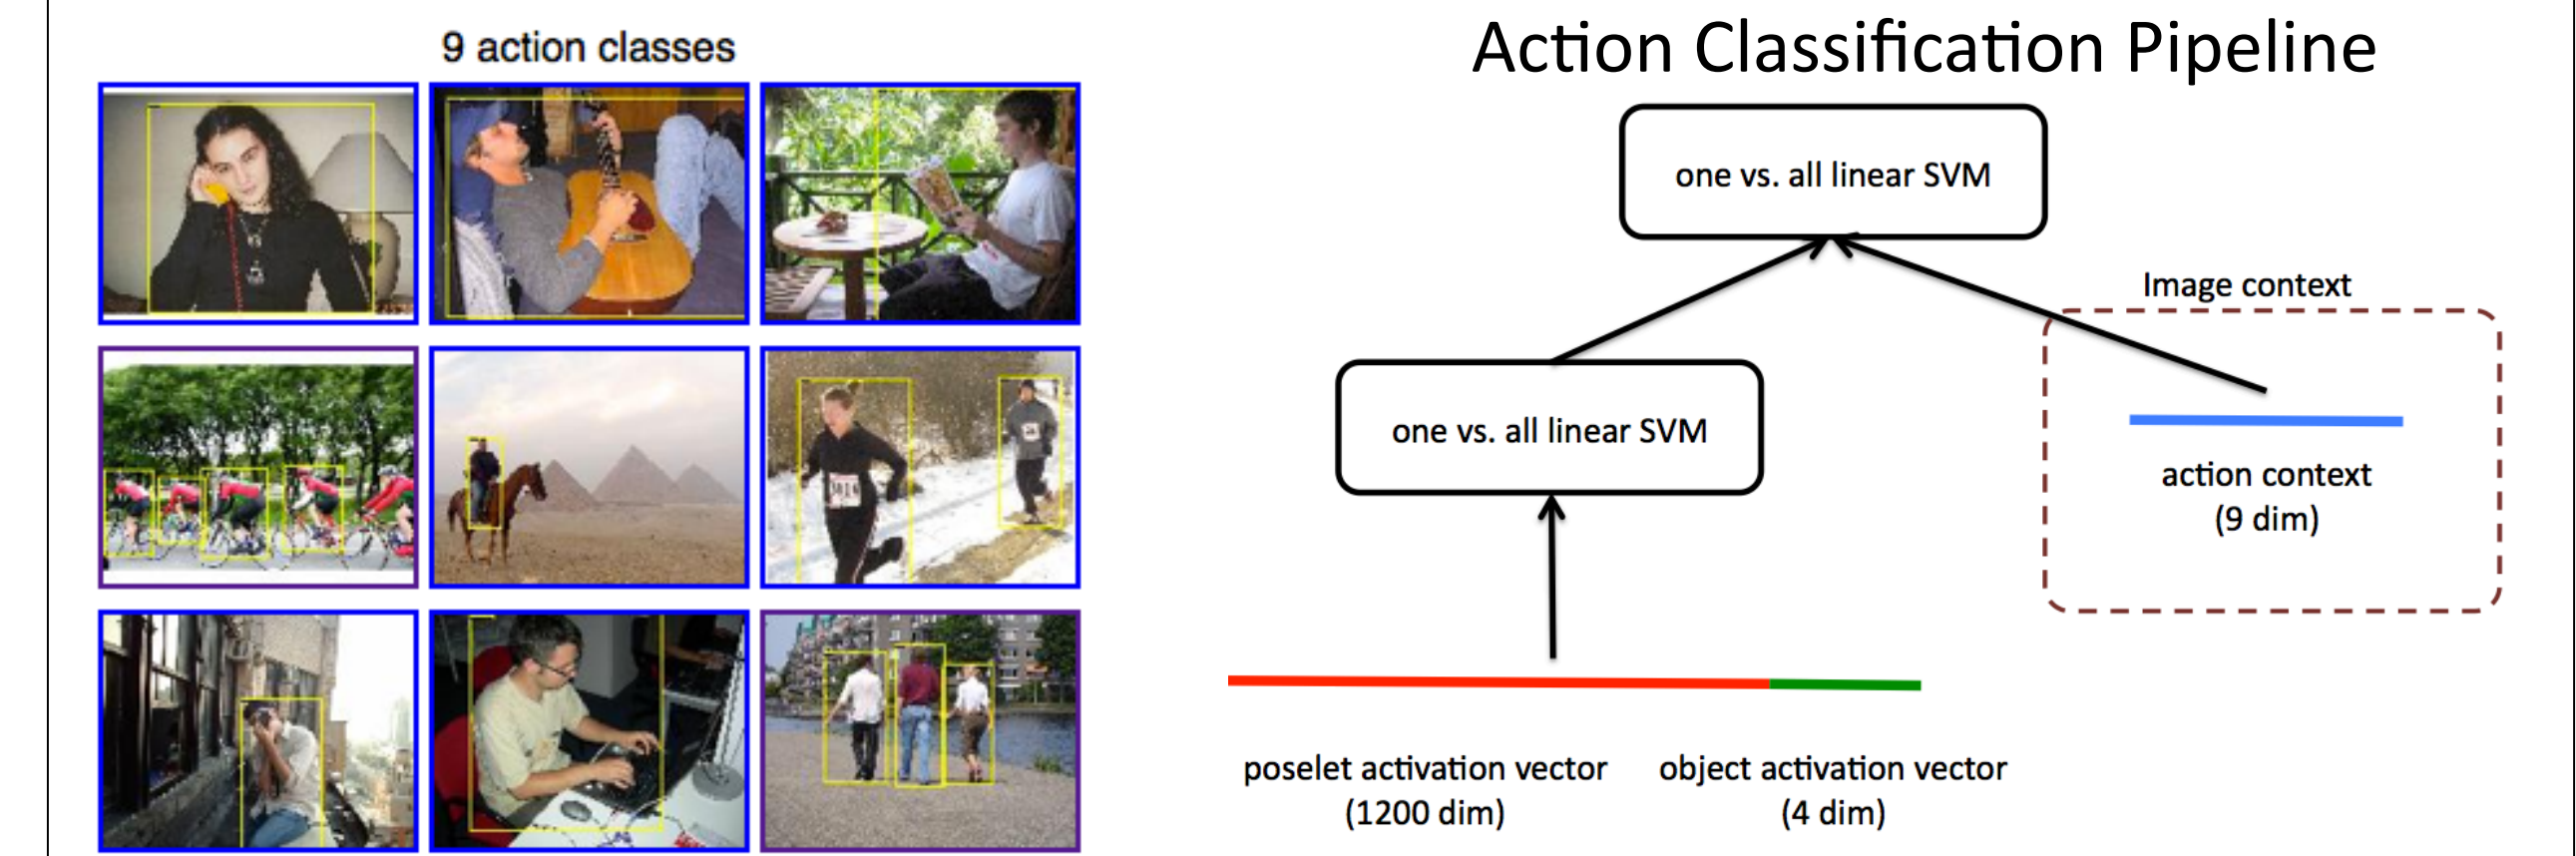 9 action classes
Action Classification Pipeline
one vs. all linear SVM
Image context
one vs. all linear SVM
action context
(9 dim)
poselet activation vector
(1200 dim)
object activation vector
(4 dim)